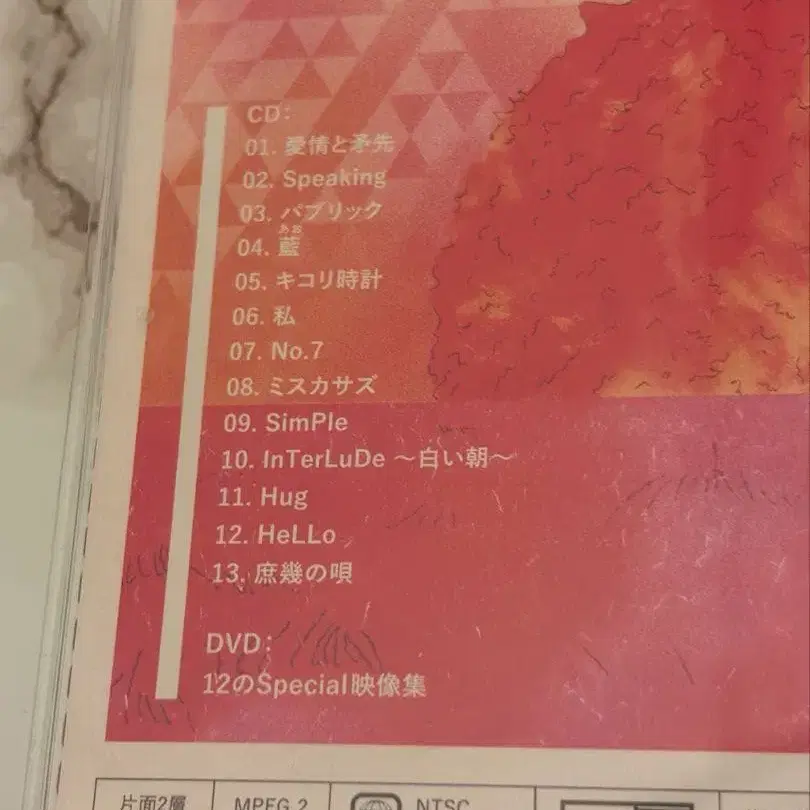 CD:
01. 愛情と矛先
02. Speaking
03. パブリック
あお
04. 藍
05. キコリ時計
06. 私
07. No.7
08. ミスカサズ
09. SimPle
10. InTerLuDe 〜白い朝〜
11. Hug
12. HeLLo
13. 庶幾の唄
DVD:
12のSpecial映像集
片面2層 MPEG 2 NTSC